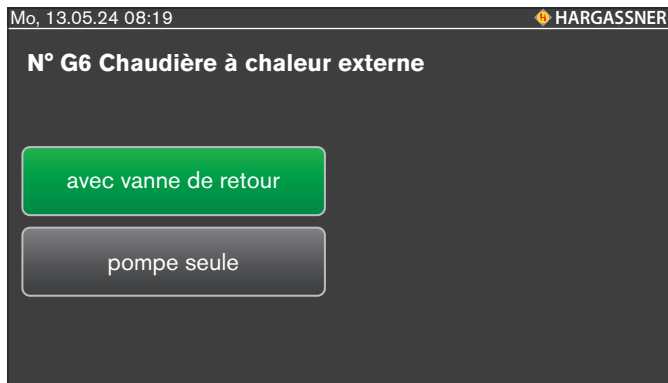 Mo, 13.05.24 08:19 HARGASSNER
N° G6 Chaudière à chaleur externe
avec vanne de retour
pompe seule